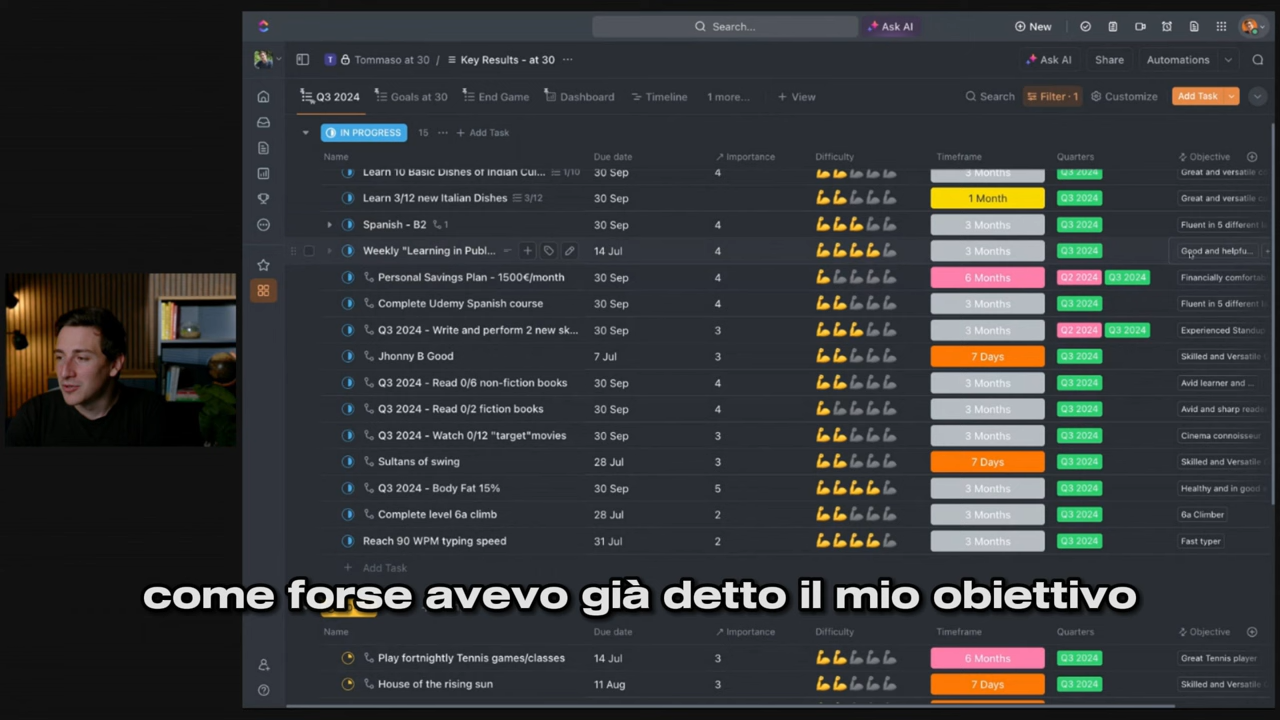 Search...
Ask AI
New
Tommaso at 30 / Key Results - at 30 ...
Ask AI
Share
Automations
Q3 2024
Goals at 30
End Game
Dashboard
Timeline
1 more...
+ View
Search
Filter · 1
Customize
Add Task
IN PROGRESS 15 ... + Add Task
Name Due date Importance Difficulty Timeframe Quarters Objective
Learn 10 Basic Dishes of Indian Cui... 1/10 30 Sep 4 3 Months Q3 2024 Great and versatile c
Learn 3/12 new Italian Dishes 3/12 30 Sep 1 Month Q3 2024 Great and versatile c
Spanish - B2 1 30 Sep 4 3 Months Q3 2024 Fluent in 5 different l
Weekly "Learning in Publ... 14 Jul 4 3 Months Q3 2024 Good and helpfu...
Personal Savings Plan - 1500€/month 30 Sep 4 6 Months Q2 2024 Q3 2024 Financially comforta
Complete Udemy Spanish course 30 Sep 4 3 Months Q3 2024 Fluent in 5 different l
Q3 2024 - Write and perform 2 new sk... 30 Sep 3 3 Months Q2 2024 Q3 2024 Experienced Standu
Jhonny B Good 7 Jul 3 7 Days Q3 2024 Skilled and Versatile
Q3 2024 - Read 0/6 non-fiction books 30 Sep 4 3 Months Q3 2024 Avid learner and ...
Q3 2024 - Read 0/2 fiction books 30 Sep 4 3 Months Q3 2024 Avid and sharp reade
Q3 2024 - Watch 0/12 "target"movies 30 Sep 3 3 Months Q3 2024 Cinema connoisseur
Sultans of swing 28 Jul 3 7 Days Q3 2024 Skilled and Versatile
Q3 2024 - Body Fat 15% 30 Sep 5 3 Months Q3 2024 Healthy and in good
Complete level 6a climb 28 Jul 2 3 Months Q3 2024 6a Climber
Reach 90 WPM typing speed 31 Jul 2 3 Months Q3 2024 Fast typer
+ Add Task
come forse avevo già detto il mio obiettivo
Name Due date Importance Difficulty Timeframe Quarters Objective
Play fortnightly Tennis games/classes 14 Jul 3 6 Months Q3 2024 Great Tennis player
House of the rising sun 11 Aug 3 7 Days Q3 2024 Skilled and Versatile